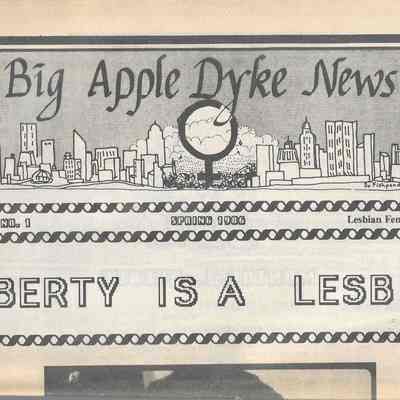 Big Apple Dyke News
NO. 1 SPRING 1986 Lesbian Fem
BERTY IS A LESB